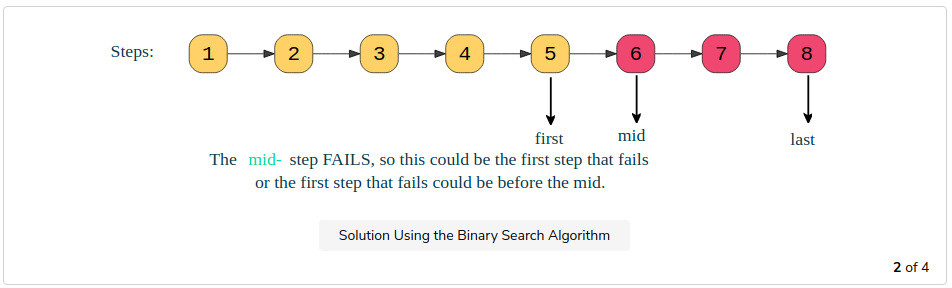 Steps: 1 2 3 4 5 6 7 8
first mid last
The mid- step FAILS, so this could be the first step that fails
or the first step that fails could be before the mid.
Solution Using the Binary Search Algorithm
2 of 4